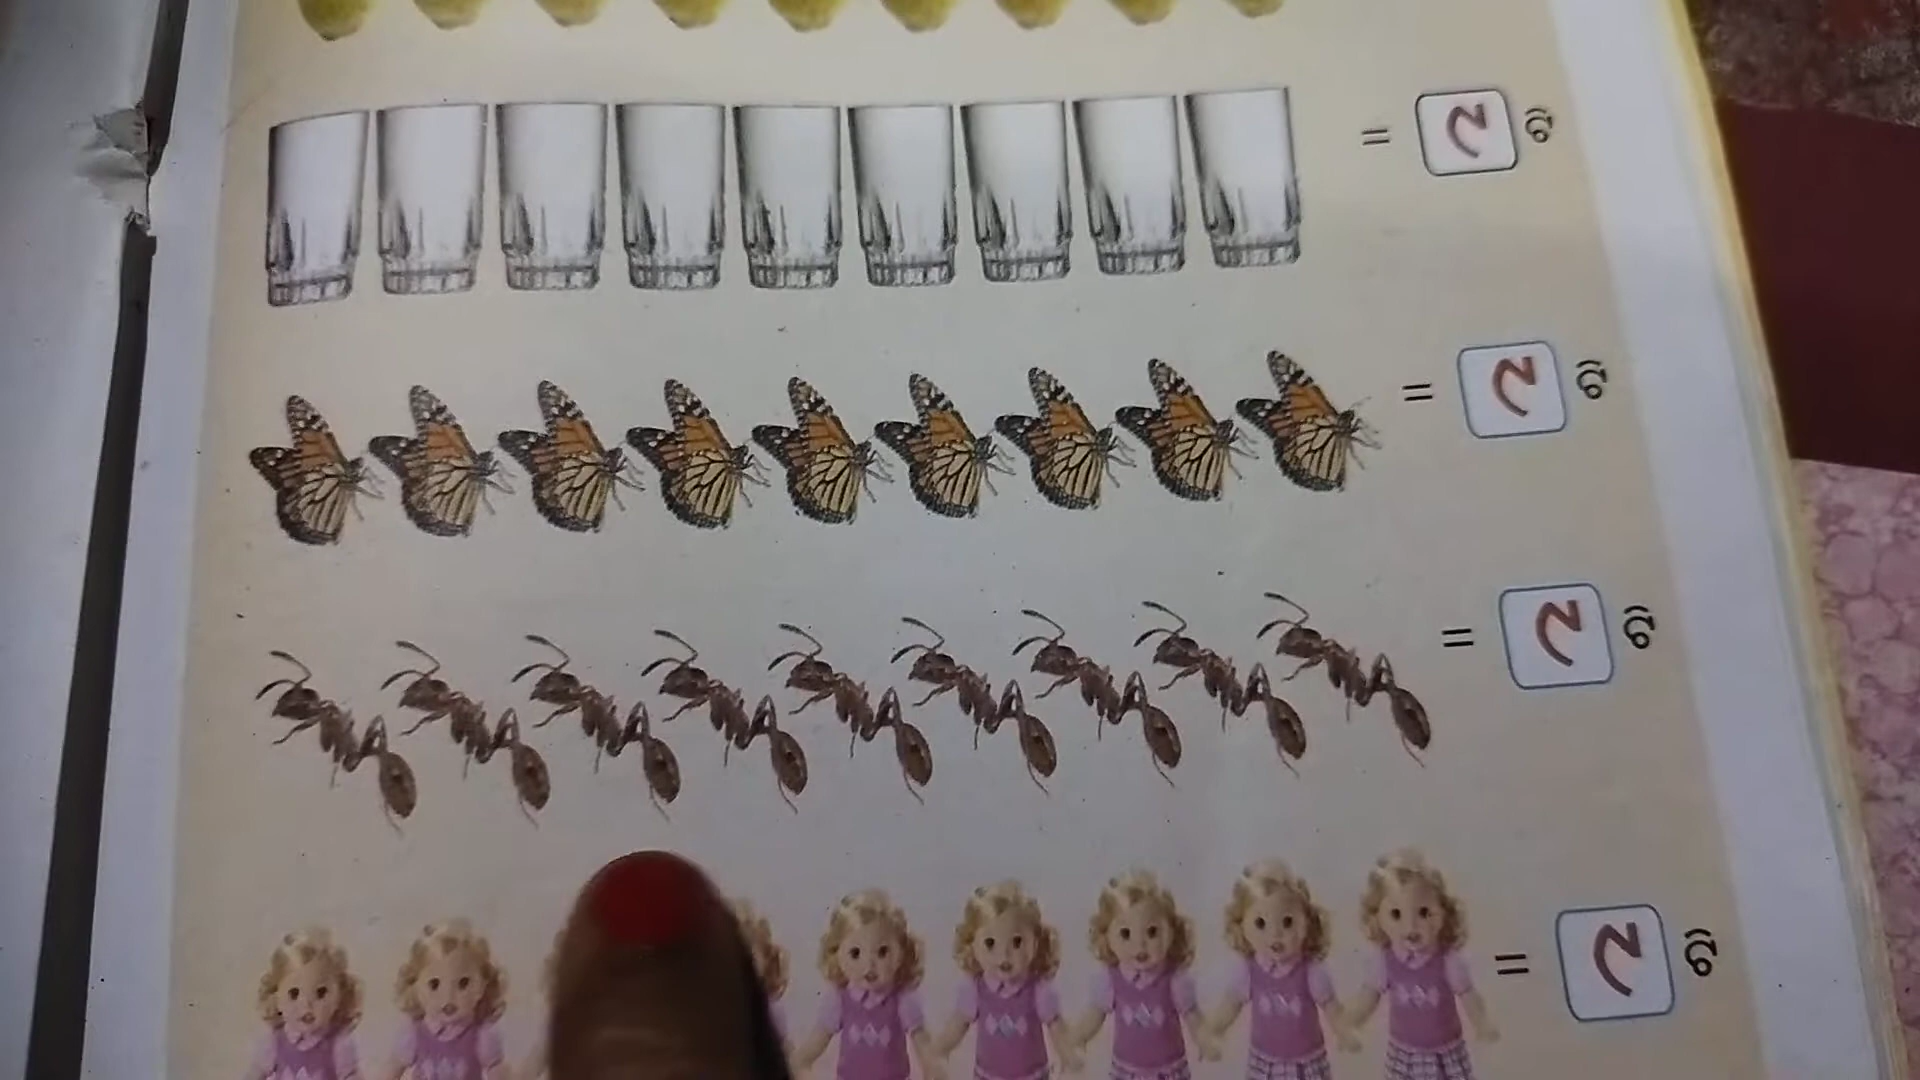 = ୯ ଟି
= ୯ ଟି
= ୯ ଟି
= ୯ ଟି